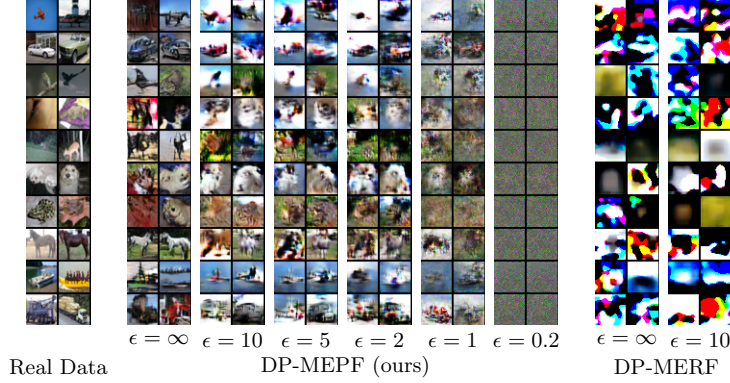 ϵ = ∞ ϵ = 10 ϵ = 5 ϵ = 2 ϵ = 1 ϵ = 0.2 ϵ = ∞ ϵ = 10
Real Data DP-MEPF (ours) DP-MERF